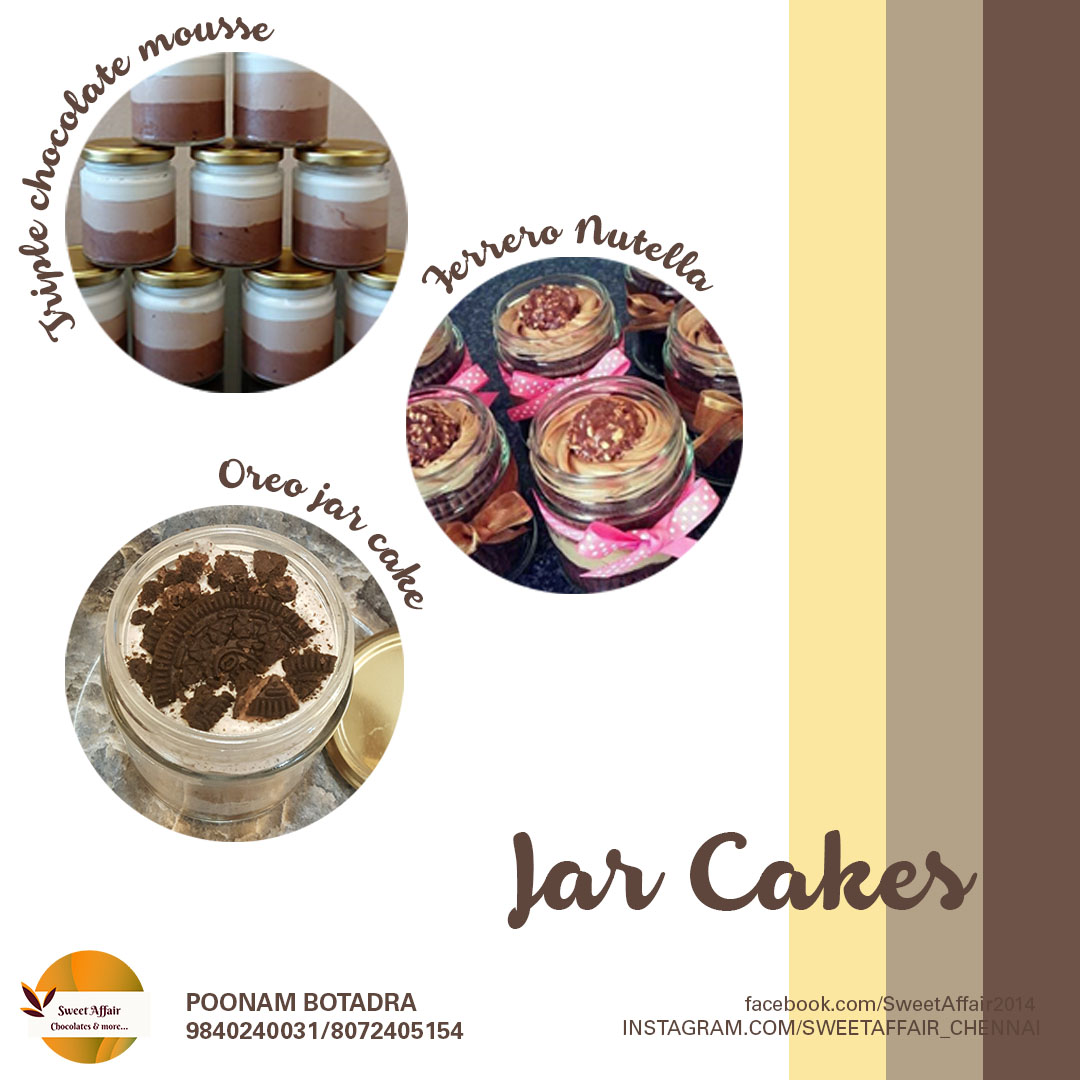 Triple chocolate mousse
Ferrero Nutella
Oreo jar cake
Jar Cakes
Sweet Affair
Chocolates & more...
POONAM BOTADRA
9840240031/8072405154
facebook.com/SweetAffair2014
INSTAGRAM.COM/SWEETAFFAIR_CHENNAI